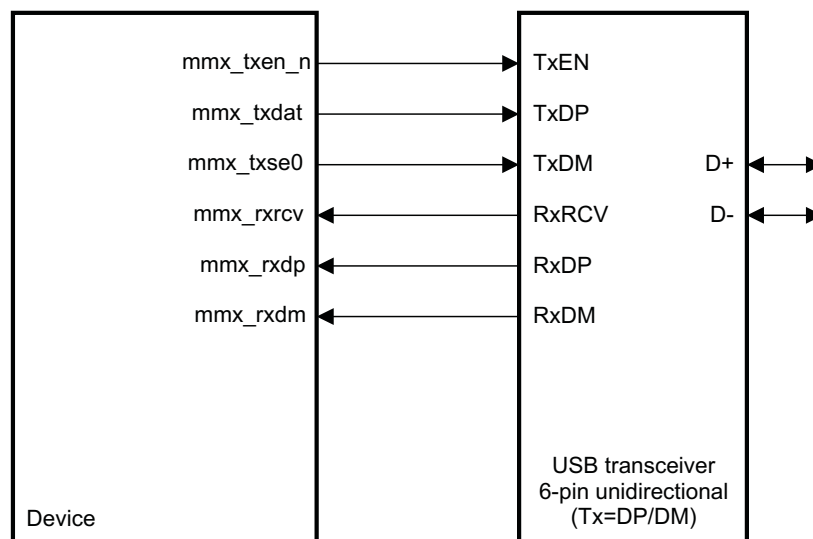 mmx_txen_n TxEN
mmx_txdat TxDP
mmx_txse0 TxDM D+
mmx_rxrcv RxRCV D-
mmx_rxdp RxDP
mmx_rxdm RxDM
USB transceiver
6-pin unidirectional
(Tx=DP/DM)
Device